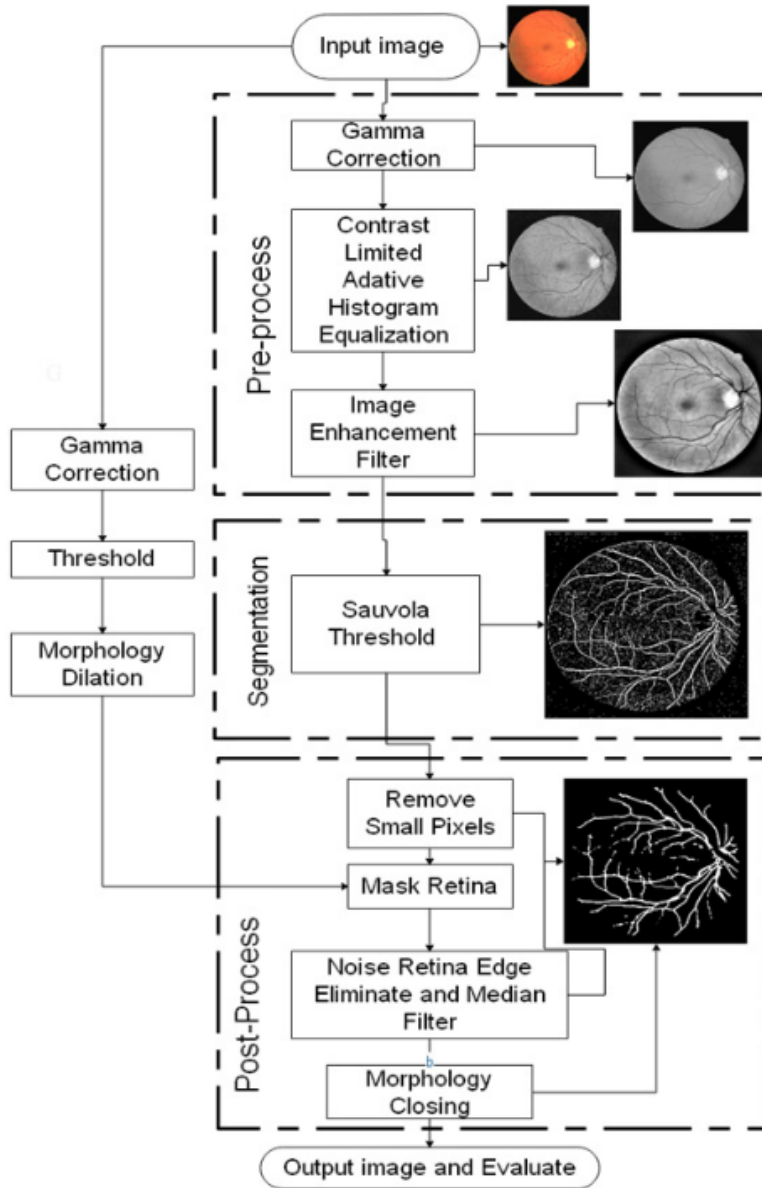 Input image
Gamma
Correction
Contrast
Limited
Adative
Histogram
Equalization
Image
Enhancement
Filter
Pre-process
Gamma
Correction
Threshold
Morphology
Dilation
Sauvola
Threshold
Segmentation
Remove
Small Pixels
Mask Retina
Noise Retina Edge
Eliminate and Median
Filter
b
Morphology
Closing
Post-Process
Output image and Evaluate